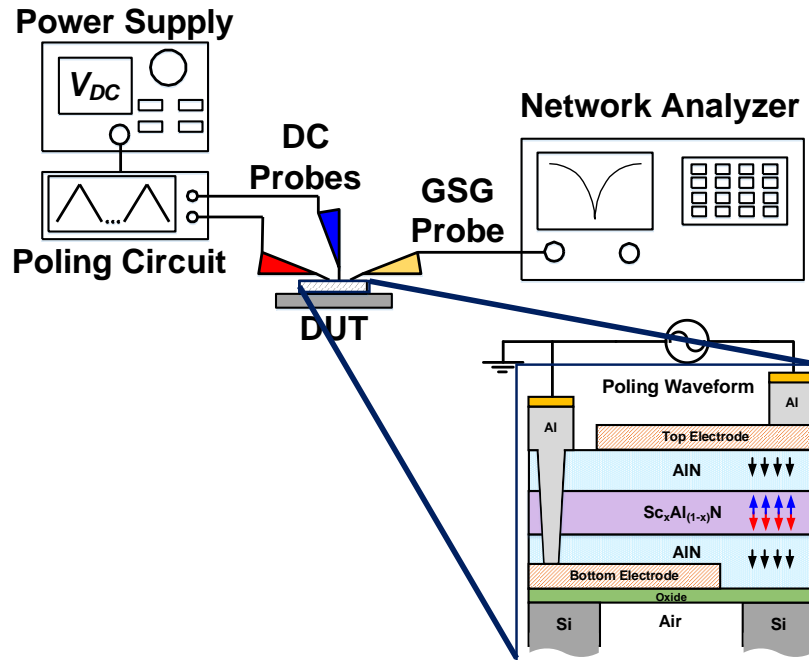 Power Supply
V_DC
Network Analyzer
DC
Probes
GSG
Probe
...
Poling Circuit
DUT
Poling Waveform
Al
Al
Top Electrode
AlN
ScₓAl₍₁₋ₓ₎N
AlN
Bottom Electrode
Oxide
Si
Air
Si